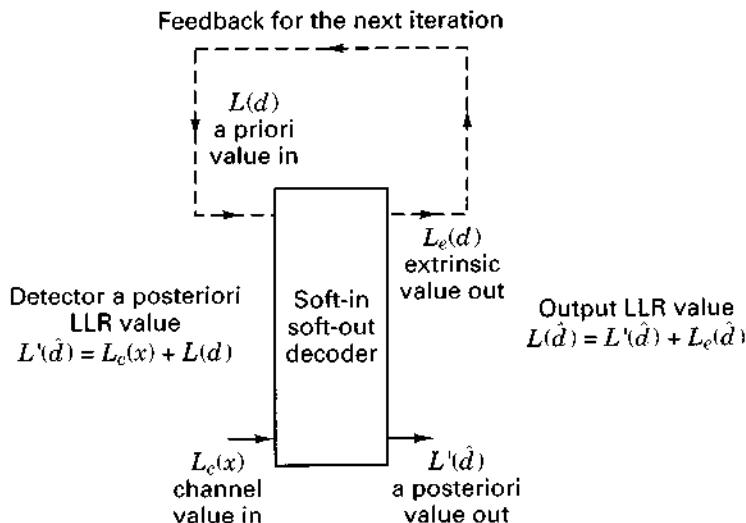 Feedback for the next iteration
L(d)
a priori
value in
L_e(d)
extrinsic
value out
Detector a posteriori
LLR value
L'(d̂) = L_c(x) + L(d)
Soft-in
soft-out
decoder
Output LLR value
L(d̂) = L'(d̂) + L_e(d̂)
L_c(x)
channel
value in
L'(d̂)
a posteriori
value out